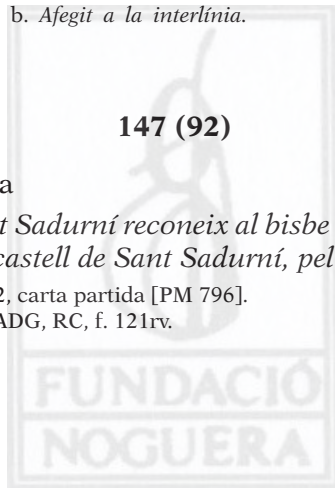 b. Afegit a la interlínia.
147 (92)
a
t Sadurní reconeix al bisbe
castell de Sant Sadurní, pel
2, carta partida [PM 796].
ADG, RC, f. 121rv.
FUNDACIÓ
NOGUERA